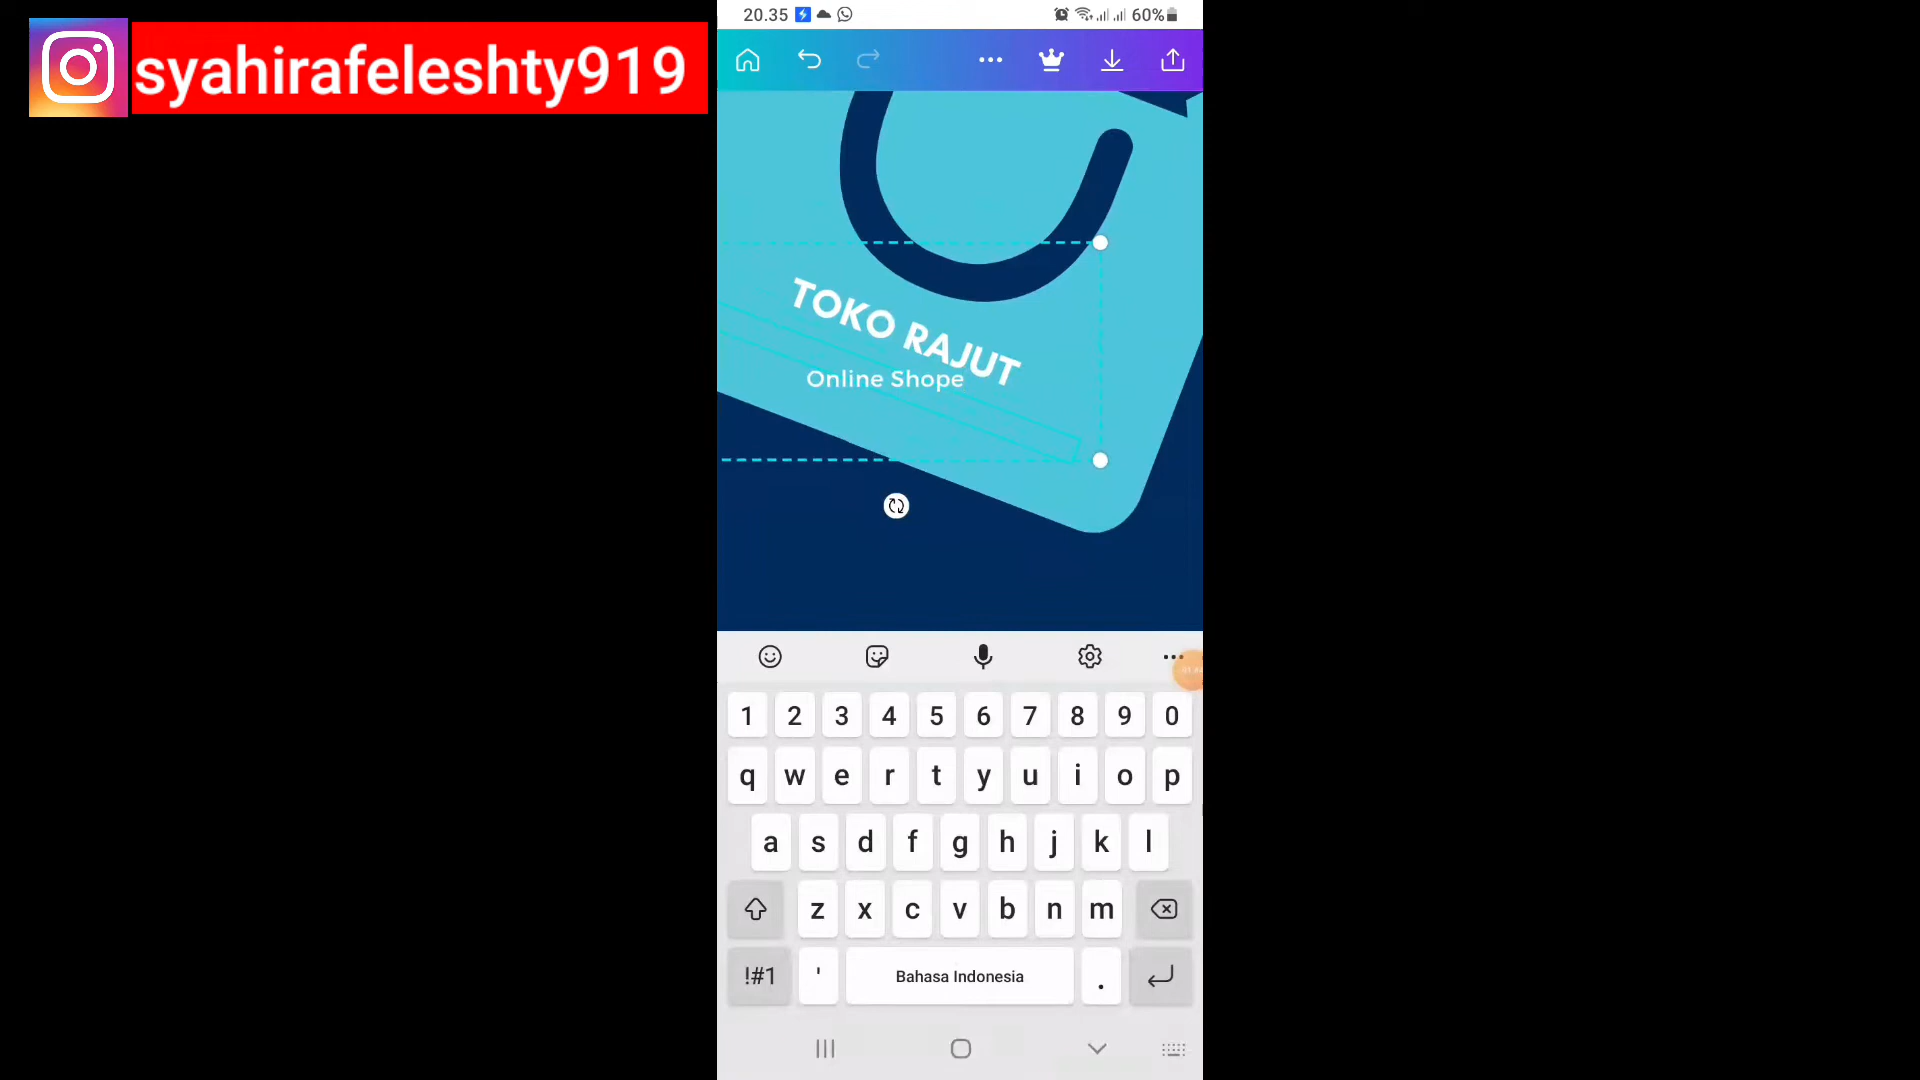 syahirafeleshty919
20.35
60%
TOKO RAJUT
Online Shope
1 2 3 4 5 6 7 8 9 0
q w e r t y u i o p
a s d f g h j k l
z x c v b n m
!#1 ' Bahasa Indonesia .